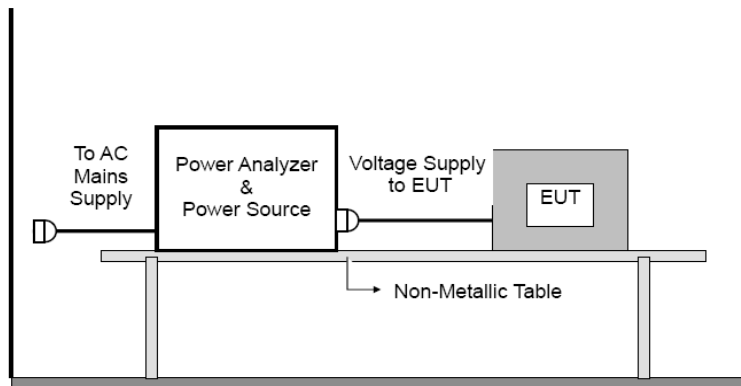 To AC
Mains
Supply
Power Analyzer
&
Power Source
Voltage Supply
to EUT
EUT
Non-Metallic Table